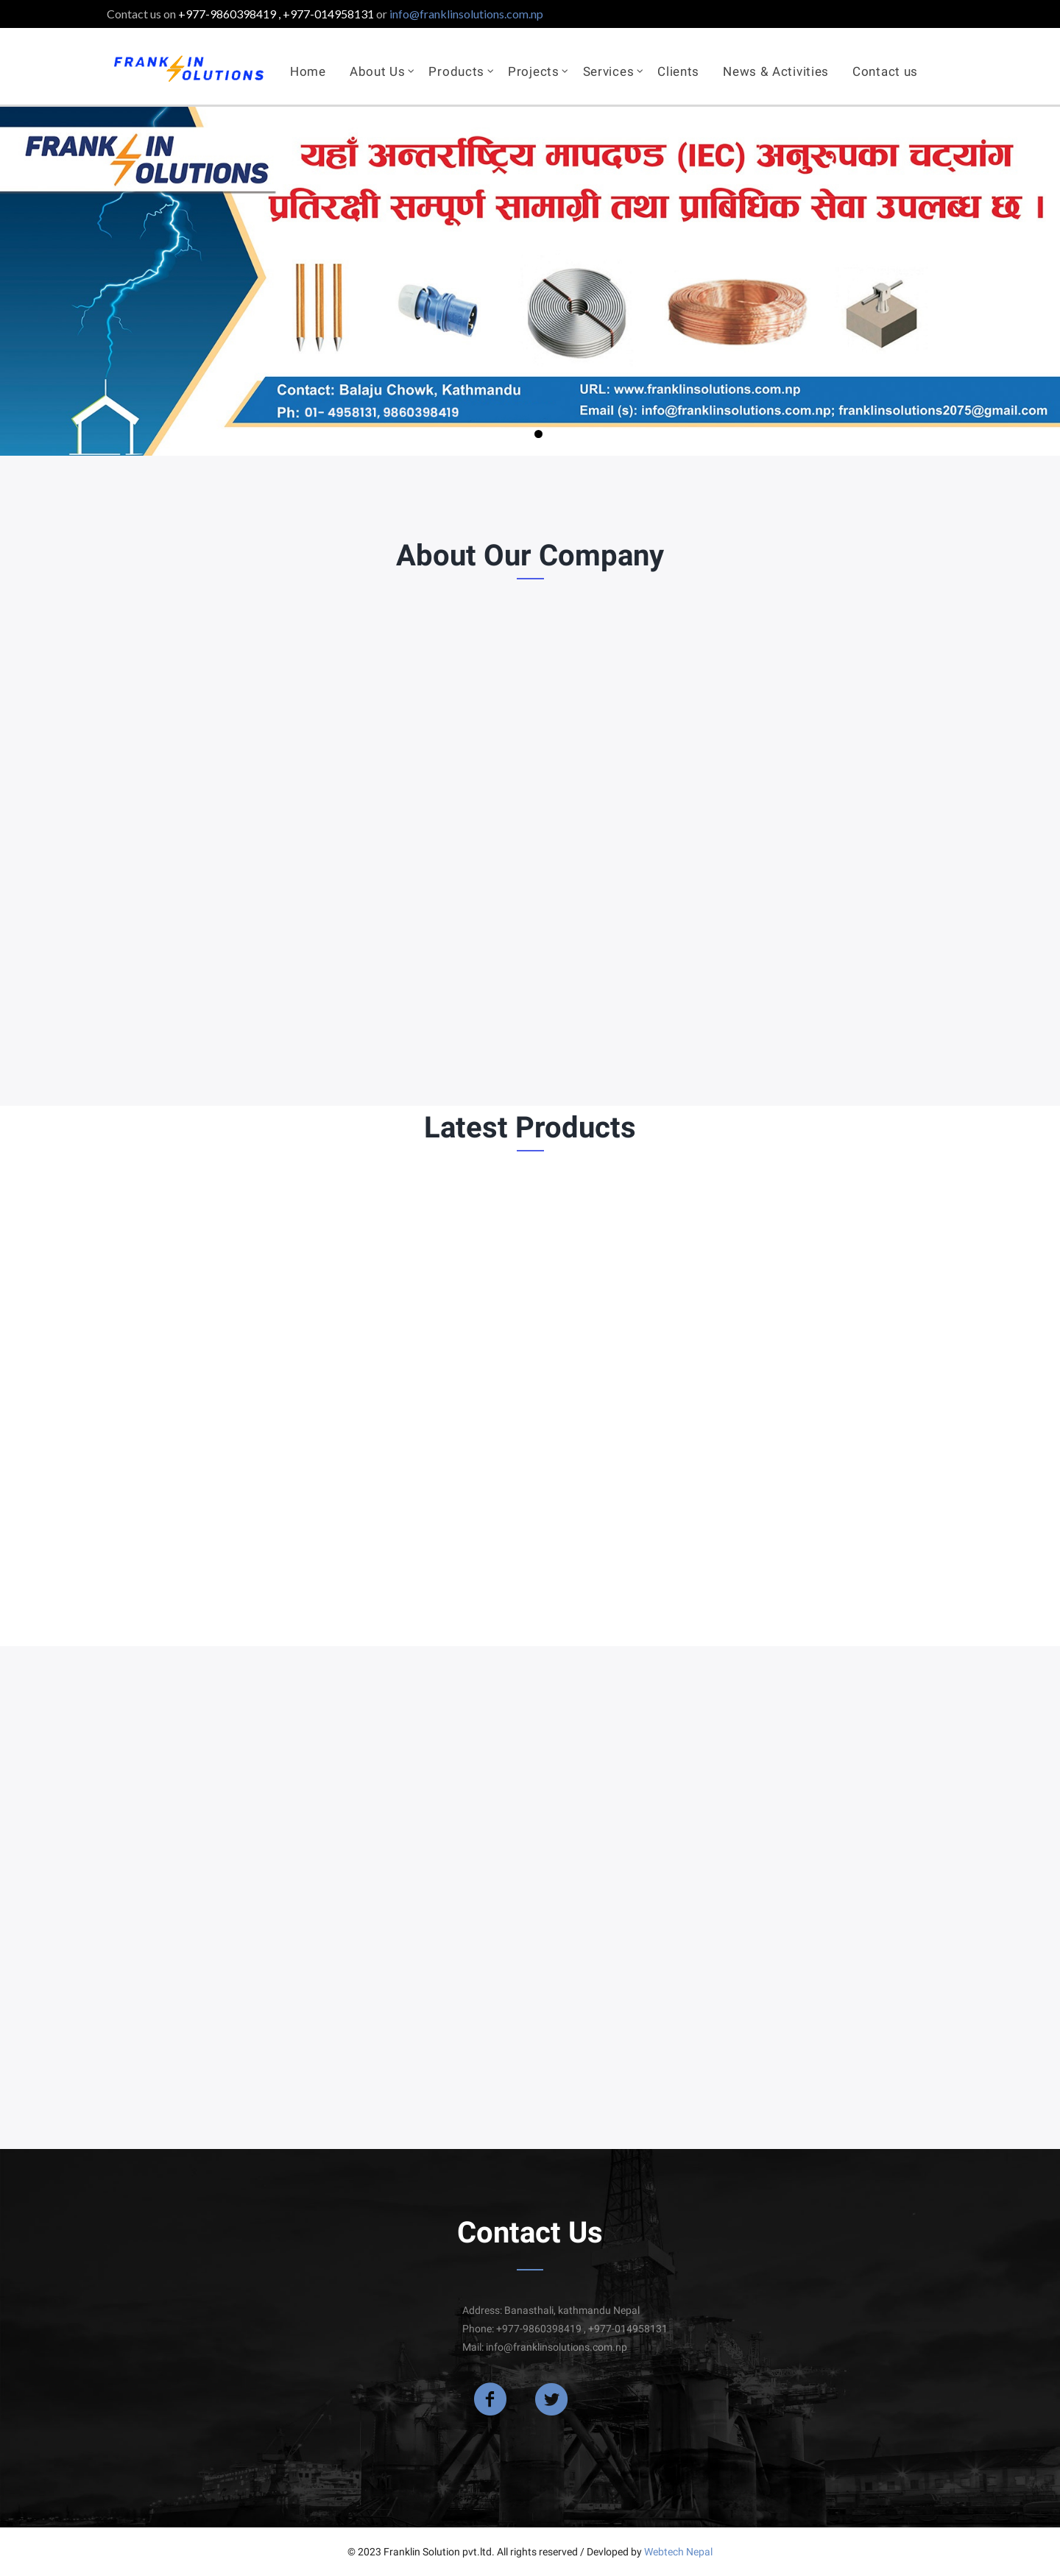 Contact us on +977-9860398419 , +977-014958131 or info@franklinsolutions.com.np
FRANKLIN SOLUTIONS
Home About Us Products Projects Services Clients News & Activities Contact us
FRANKLIN SOLUTIONS
यहाँ अन्तर्राष्ट्रिय मापदण्ड (IEC) अनुरुपका चट्यांग
प्रतिरक्षी सम्पूर्ण सामाग्री तथा प्राबिधिक सेवा उपलब्ध छ ।
Contact: Balaju Chowk, Kathmandu
Ph: 01- 4958131, 9860398419
URL: www.franklinsolutions.com.np
Email (s): info@franklinsolutions.com.np; franklinsolutions2075@gmail.com
About Our Company
Latest Products
Contact Us
Address: Banasthali, kathmandu Nepal
Phone: +977-9860398419 , +977-014958131
Mail: info@franklinsolutions.com.np
© 2023 Franklin Solution pvt.ltd. All rights reserved / Devloped by Webtech Nepal